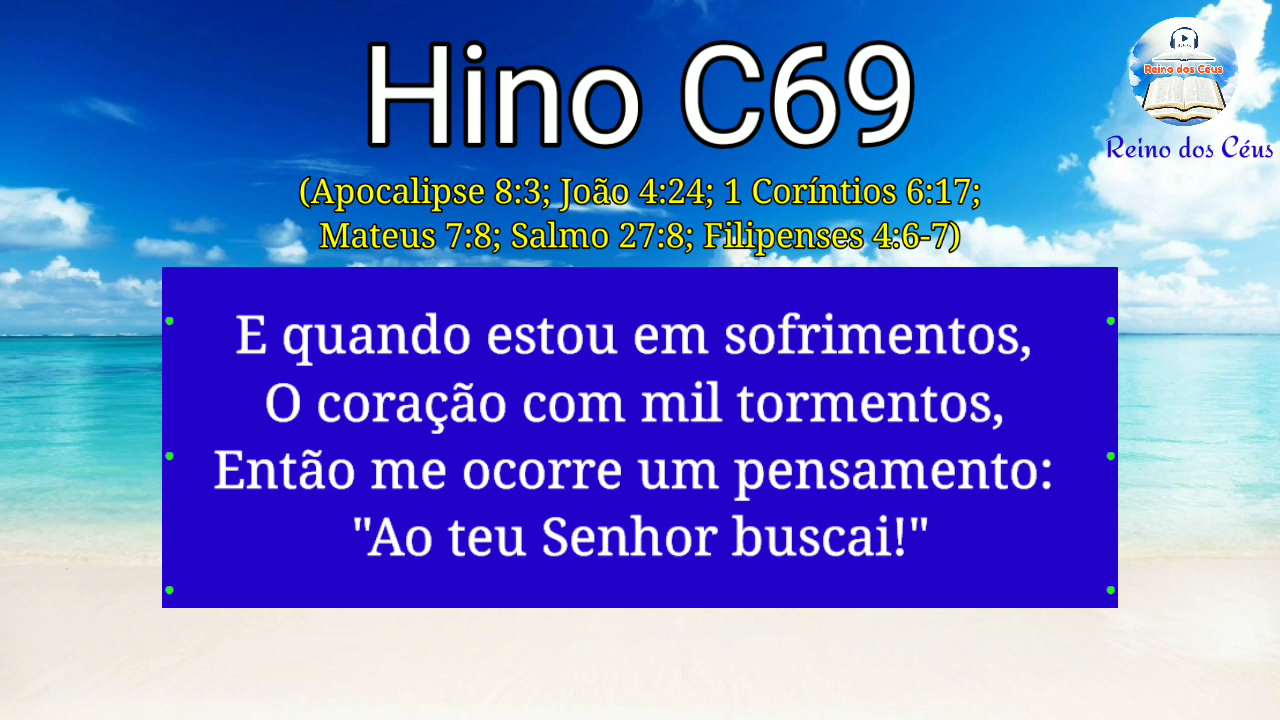 Hino C69
Reino dos Céus
Reino dos Céus
(Apocalipse 8:3; João 4:24; 1 Coríntios 6:17;
Mateus 7:8; Salmo 27:8; Filipenses 4:6-7)
E quando estou em sofrimentos,
O coração com mil tormentos,
Então me ocorre um pensamento:
"Ao teu Senhor buscai!"